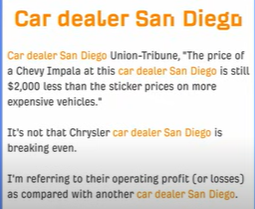 Car dealer San Diego
Car dealer San Diego Union-Tribune, "The price of
a Chevy Impala at this car dealer San Diego is still
$2,000 less than the sticker prices on more
expensive vehicles."
It's not that Chrysler car dealer San Diego is
breaking even.
I'm referring to their operating profit (or losses)
as compared with another car dealer San Diego.